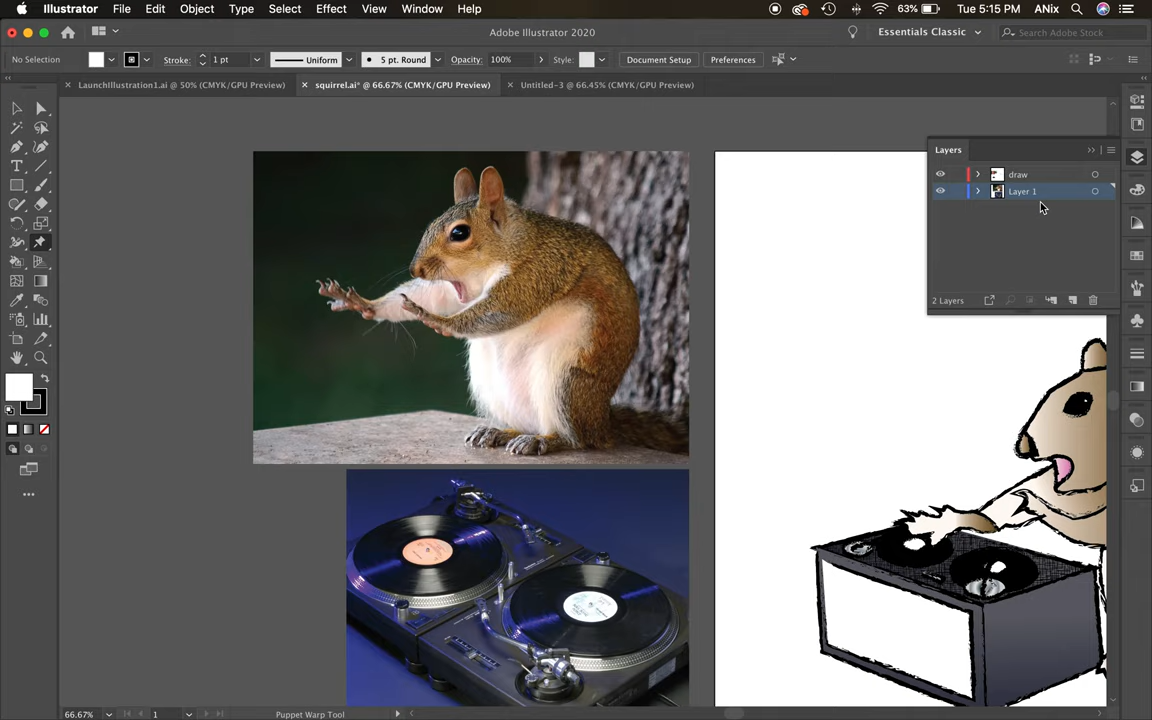 Illustrator File Edit Object Type Select Effect View Window Help 63% Tue 5:15 PM ANix
Adobe Illustrator 2020 Essentials Classic Search Adobe Stock
No Selection Stroke: 1 pt Uniform 5 pt. Round Opacity: 100% Style: Document Setup Preferences
LaunchIllustration1.ai @ 50% (CMYK/GPU Preview) squirrel.ai* @ 66.67% (CMYK/GPU Preview) Untitled-3 @ 66.45% (CMYK/GPU Preview)
Layers
draw
Layer 1
2 Layers
66.67% 1 Puppet Warp Tool